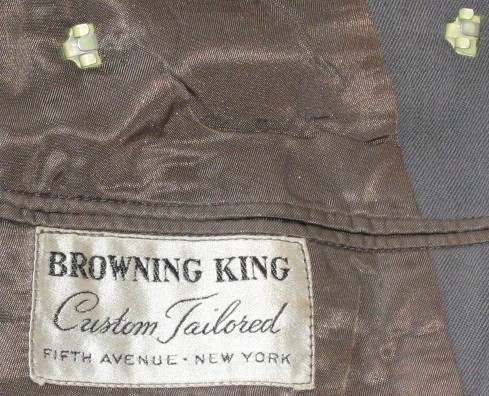 BROWNING KING
Custom Tailored
FIFTH AVENUE • NEW YORK